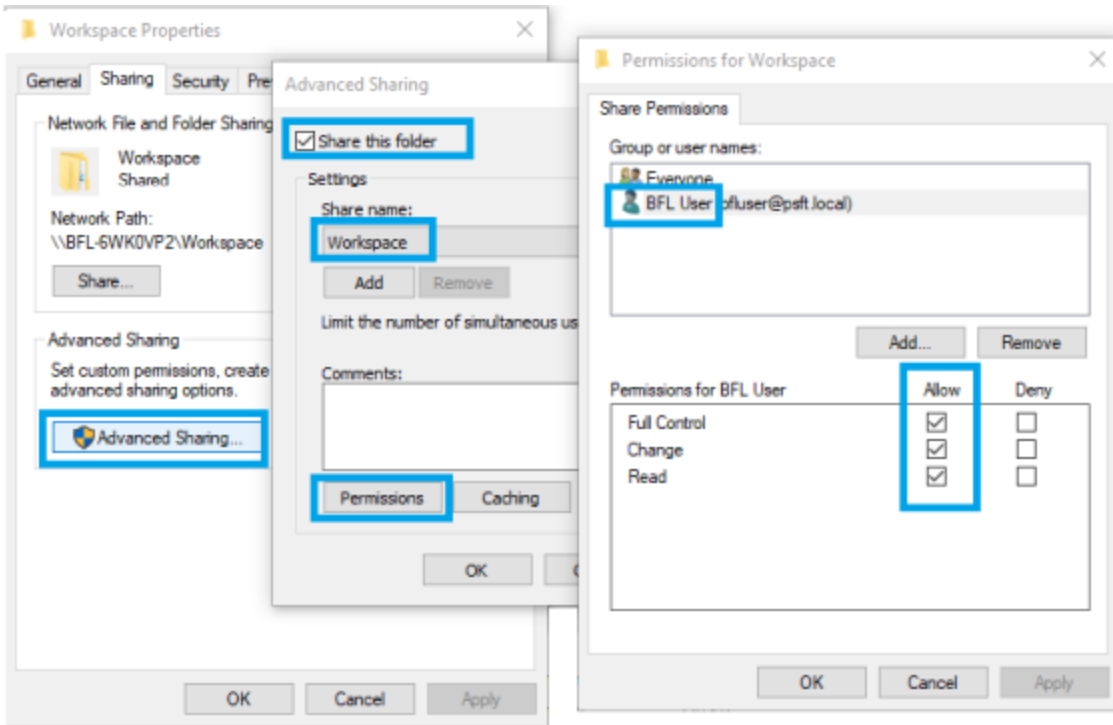 Workspace Properties
General Sharing Security Pre
Network File and Folder Sharing
Workspace
Shared
Network Path:
\\BFL-6WK0VP2\Workspace
Share...
Advanced Sharing
Set custom permissions, create
advanced sharing options.
Advanced Sharing...
OK Cancel Apply
Advanced Sharing
Share this folder
Settings
Share name:
Workspace
Add Remove
Limit the number of simultaneous us
Comments:
Permissions Caching
OK
Permissions for Workspace
Share Permissions
Group or user names:
Everyone
BFL User ofluser@psft.local)
Add... Remove
Permissions for BFL User Allow Deny
Full Control
Change
Read
OK Cancel Apply